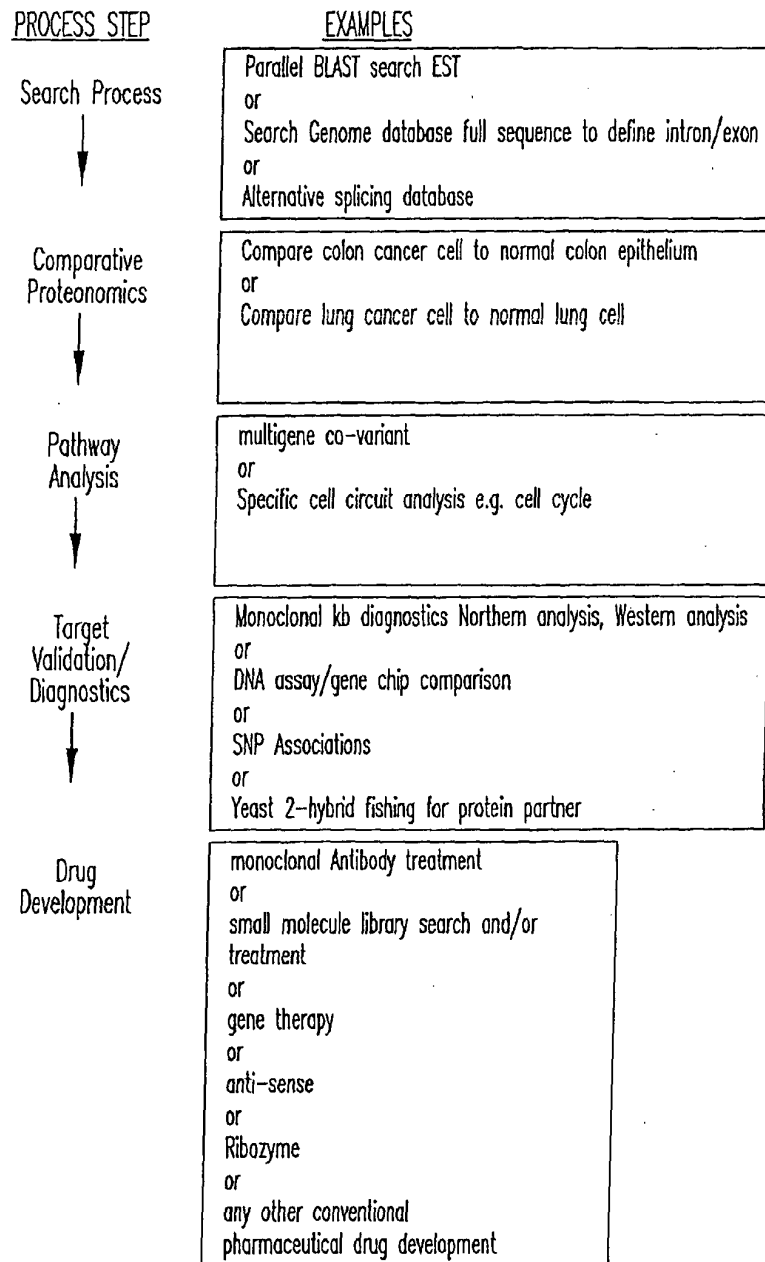 PROCESS STEP
EXAMPLES
Search Process
Parallel BLAST search EST
or
Search Genome database full sequence to define intron/exon
or
Alternative splicing database
Comparative
Proteonomics
Compare colon cancer cell to normal colon epithelium
or
Compare lung cancer cell to normal lung cell
Pathway
Analysis
multigene co-variant
or
Specific cell circuit analysis e.g. cell cycle
Target
Validation/
Diagnostics
Monoclonal kb diagnostics Northern analysis, Western analysis
or
DNA assay/gene chip comparison
or
SNP Associations
or
Yeast 2-hybrid fishing for protein partner
Drug
Development
monoclonal Antibody treatment
or
small molecule library search and/or
treatment
or
gene therapy
or
anti-sense
or
Ribozyme
or
any other conventional
pharmaceutical drug development